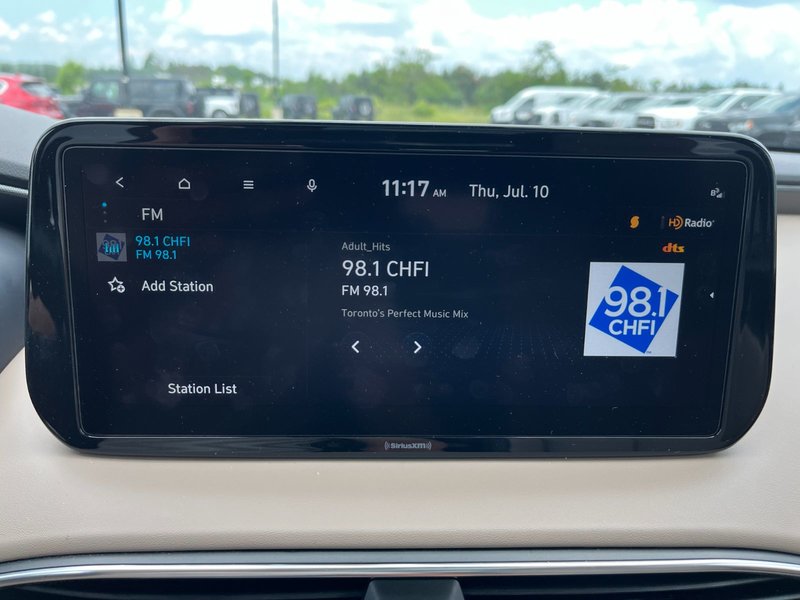 11:17 AM Thu, Jul. 10
FM
HD Radio
dts
98.1 CHFI
FM 98.1
Add Station
Station List
Adult_Hits
98.1 CHFI
FM 98.1
Toronto's Perfect Music Mix
98.1
CHFI
SiriusXM